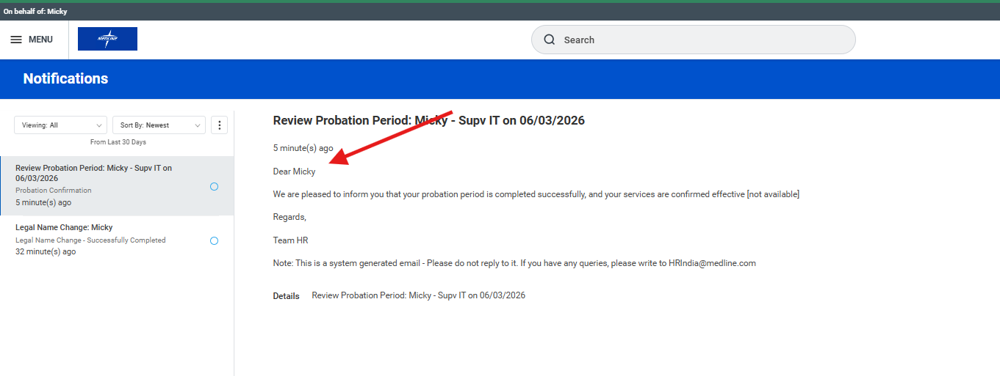 On behalf of: Micky
MENU
MEDLINE
Search
Notifications
Viewing: All
Sort By: Newest
From Last 30 Days
Review Probation Period: Micky - Supv IT on
06/03/2026
Probation Confirmation
5 minute(s) ago
Legal Name Change: Micky
Legal Name Change - Successfully Completed
32 minute(s) ago
Review Probation Period: Micky - Supv IT on 06/03/2026
5 minute(s) ago
Dear Micky
We are pleased to inform you that your probation period is completed successfully, and your services are confirmed effective [not available]
Regards,
Team HR
Note: This is a system generated email - Please do not reply to it. If you have any queries, please write to HRIndia@medline.com
Details Review Probation Period: Micky - Supv IT on 06/03/2026